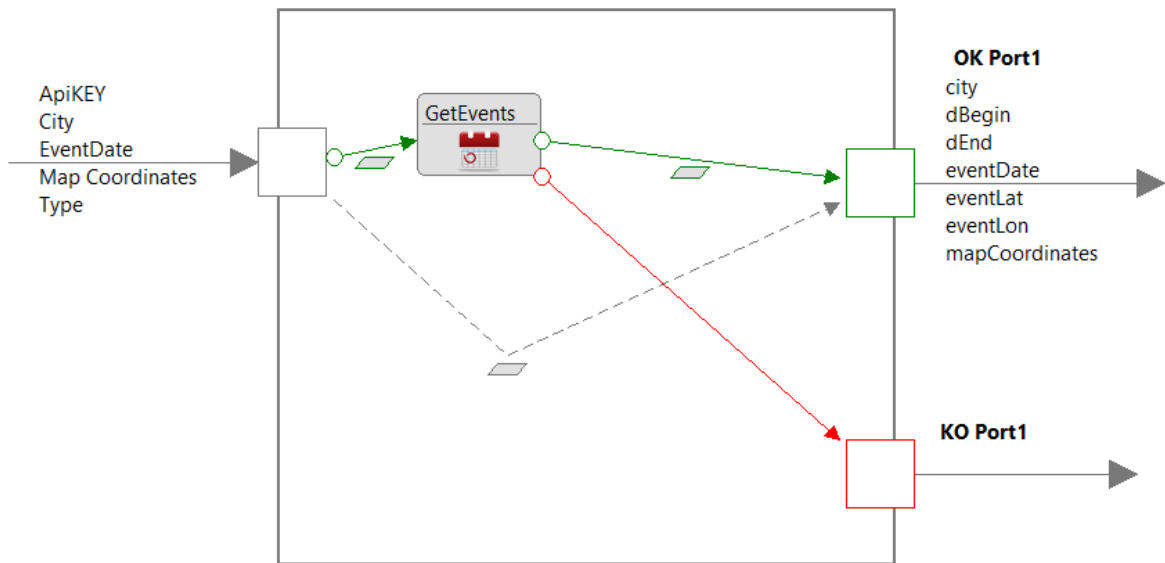 ApiKEY
City
EventDate
Map Coordinates
Type
GetEvents
OK Port1
city
dBegin
dEnd
eventDate
eventLat
eventLon
mapCoordinates
KO Port1